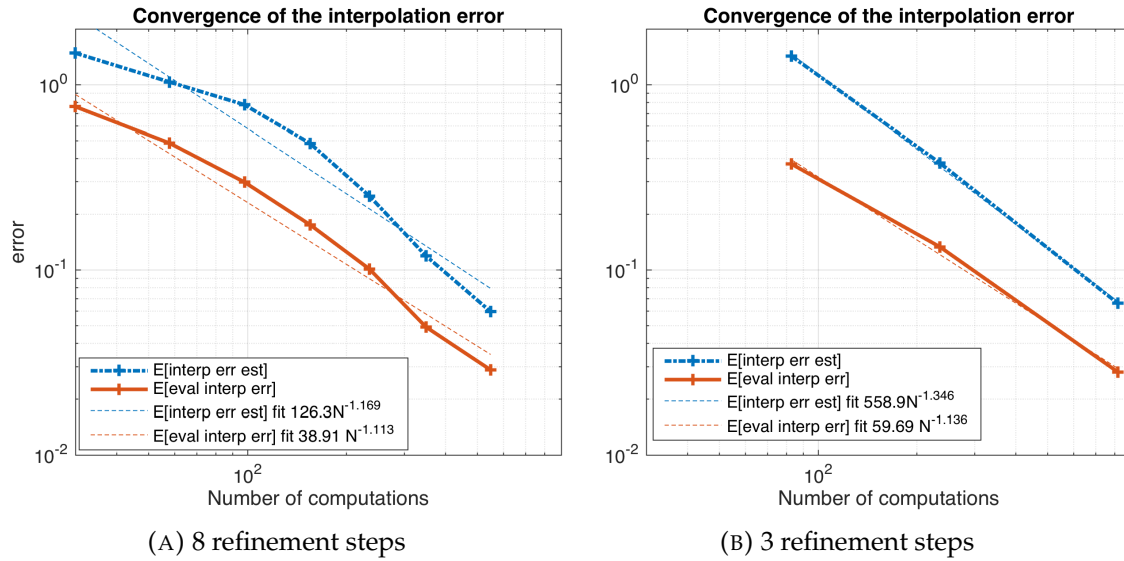 Convergence of the interpolation error
10^0
10^-1
10^-2
error
E[interp err est]
E[eval interp err]
E[interp err est] fit 126.3N^-1.169
E[eval interp err] fit 38.91 N^-1.113
10^2
Number of computations
(A) 8 refinement steps
Convergence of the interpolation error
10^0
10^-1
10^-2
E[interp err est]
E[eval interp err]
E[interp err est] fit 558.9N^-1.346
E[eval interp err] fit 59.69 N^-1.136
10^2
Number of computations
(B) 3 refinement steps